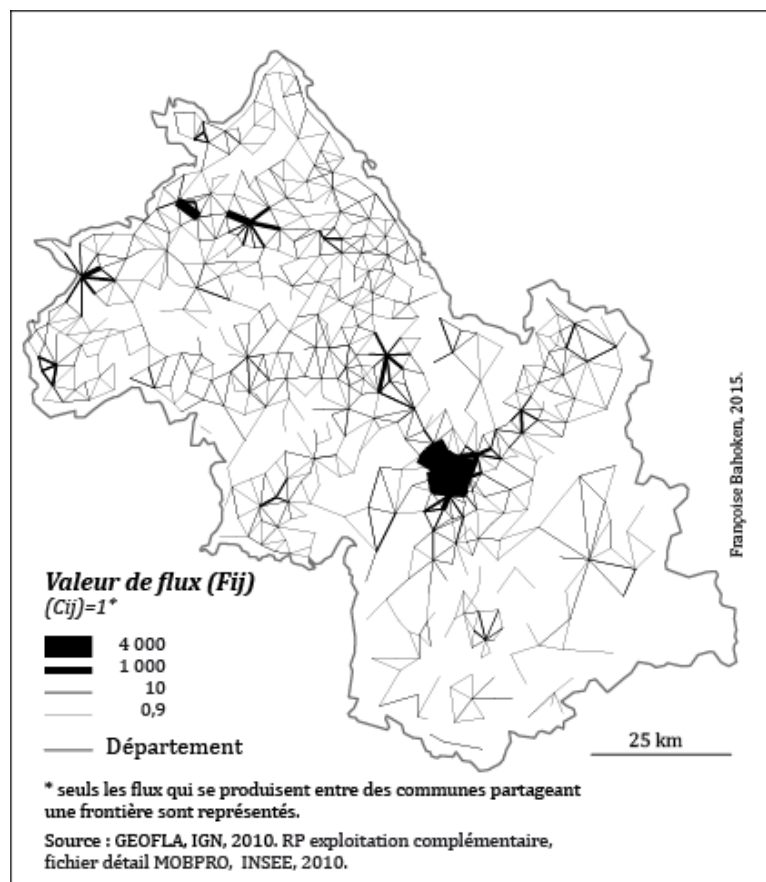 Françoise Bahoken, 2015.
Valeur de flux (Fij)
(Cij)=1*
4 000
1 000
10
0,9
Département
25 km
* seuls les flux qui se produisent entre des communes partageant
une frontière sont représentés.
Source : GEOFLA, IGN, 2010. RP exploitation complémentaire,
fichier détail MOBPRO, INSEE, 2010.